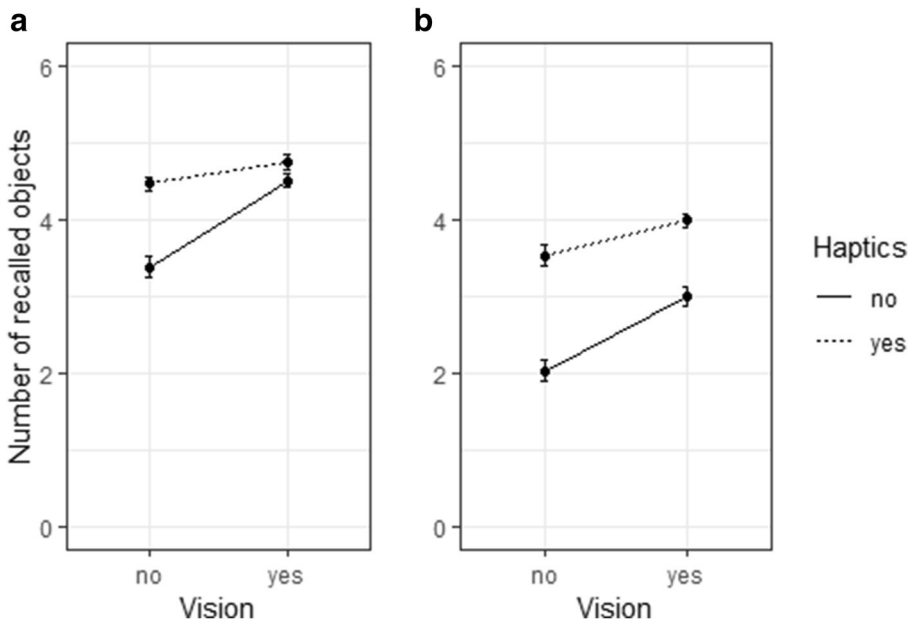 a
b
Number of recalled objects
6
4
2
0
no
yes
Vision
6
4
2
0
no
yes
Vision
Haptics
no
yes